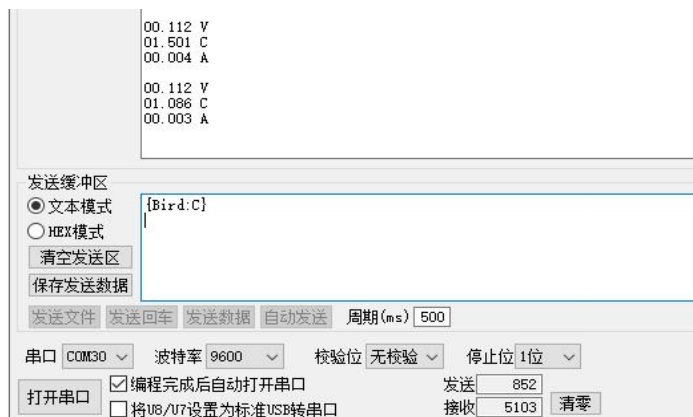 00.112 V
01.501 C
00.004 A
00.112 V
01.086 C
00.003 A
发送缓冲区
文本模式
{Bird:C}
HEX模式
清空发送区
保存发送数据
发送文件 发送回车 发送数据 自动发送 周期(ms) 500
串口 COM30 波特率 9600 校验位 无校验 停止位 1位
打开串口 编程完成后自动打开串口 发送 852
将U8/U7设置为标准USB转串口 接收 5103 清零